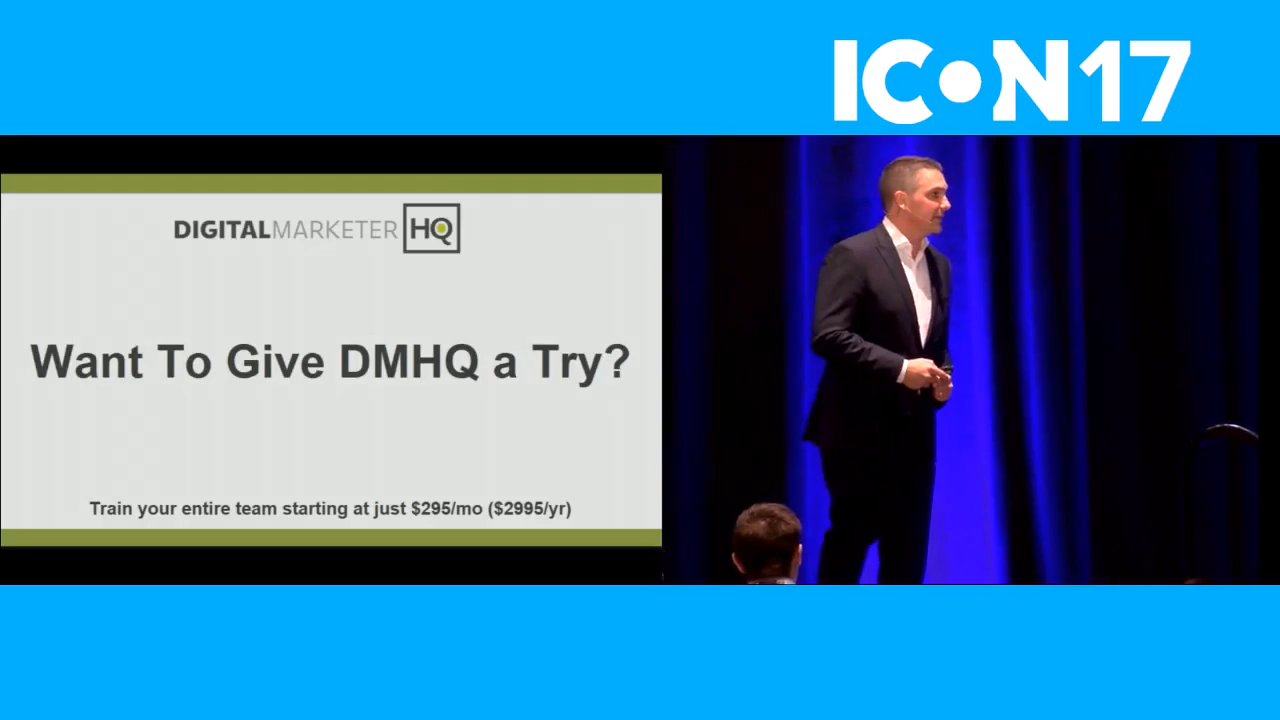 ICON17
DIGITALMARKETER HQ
Want To Give DMHQ a Try?
Train your entire team starting at just $295/mo ($2995/yr)